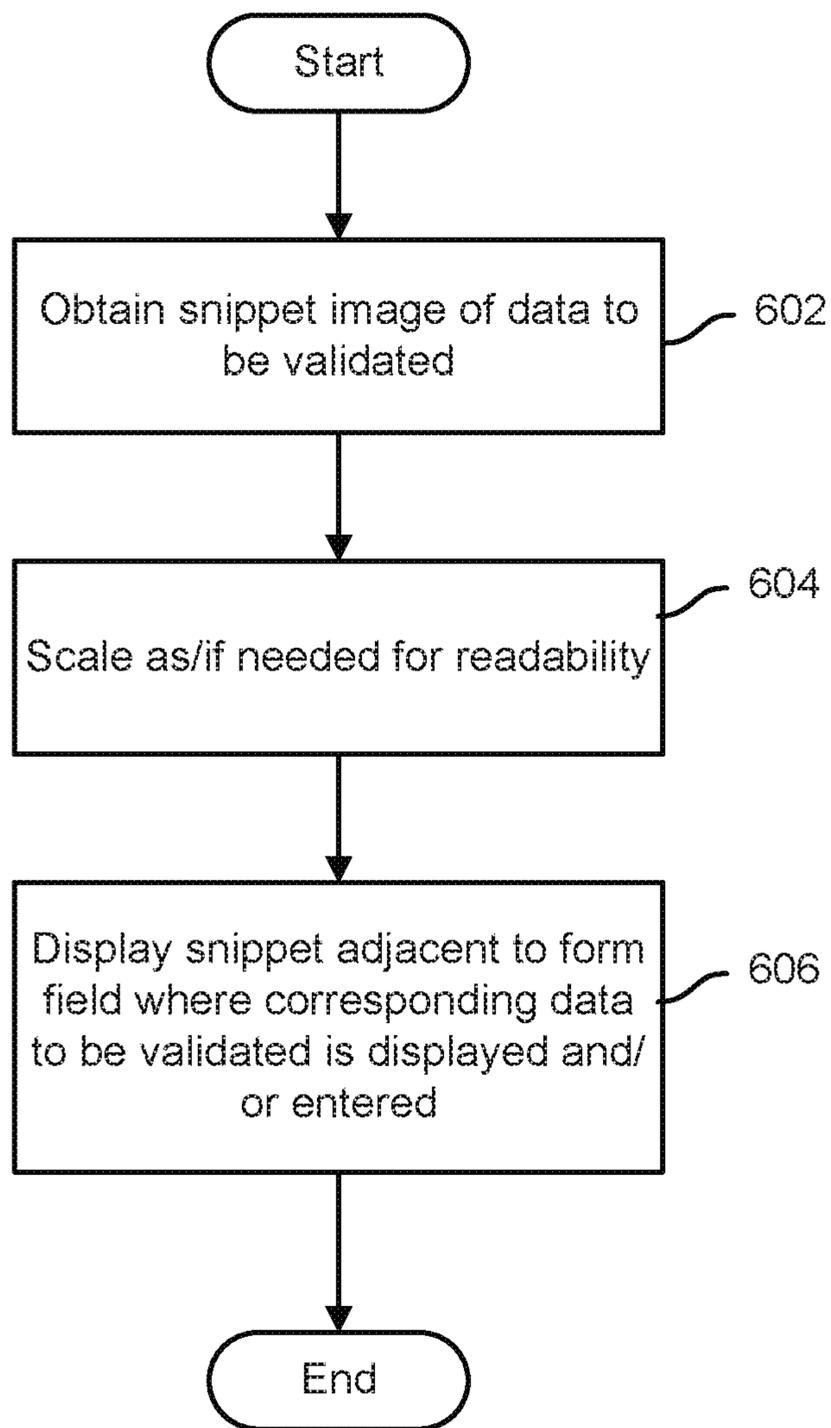 Start
Obtain snippet image of data to
be validated
602
Scale as/if needed for readability
604
Display snippet adjacent to form
field where corresponding data
to be validated is displayed and/
or entered
606
End